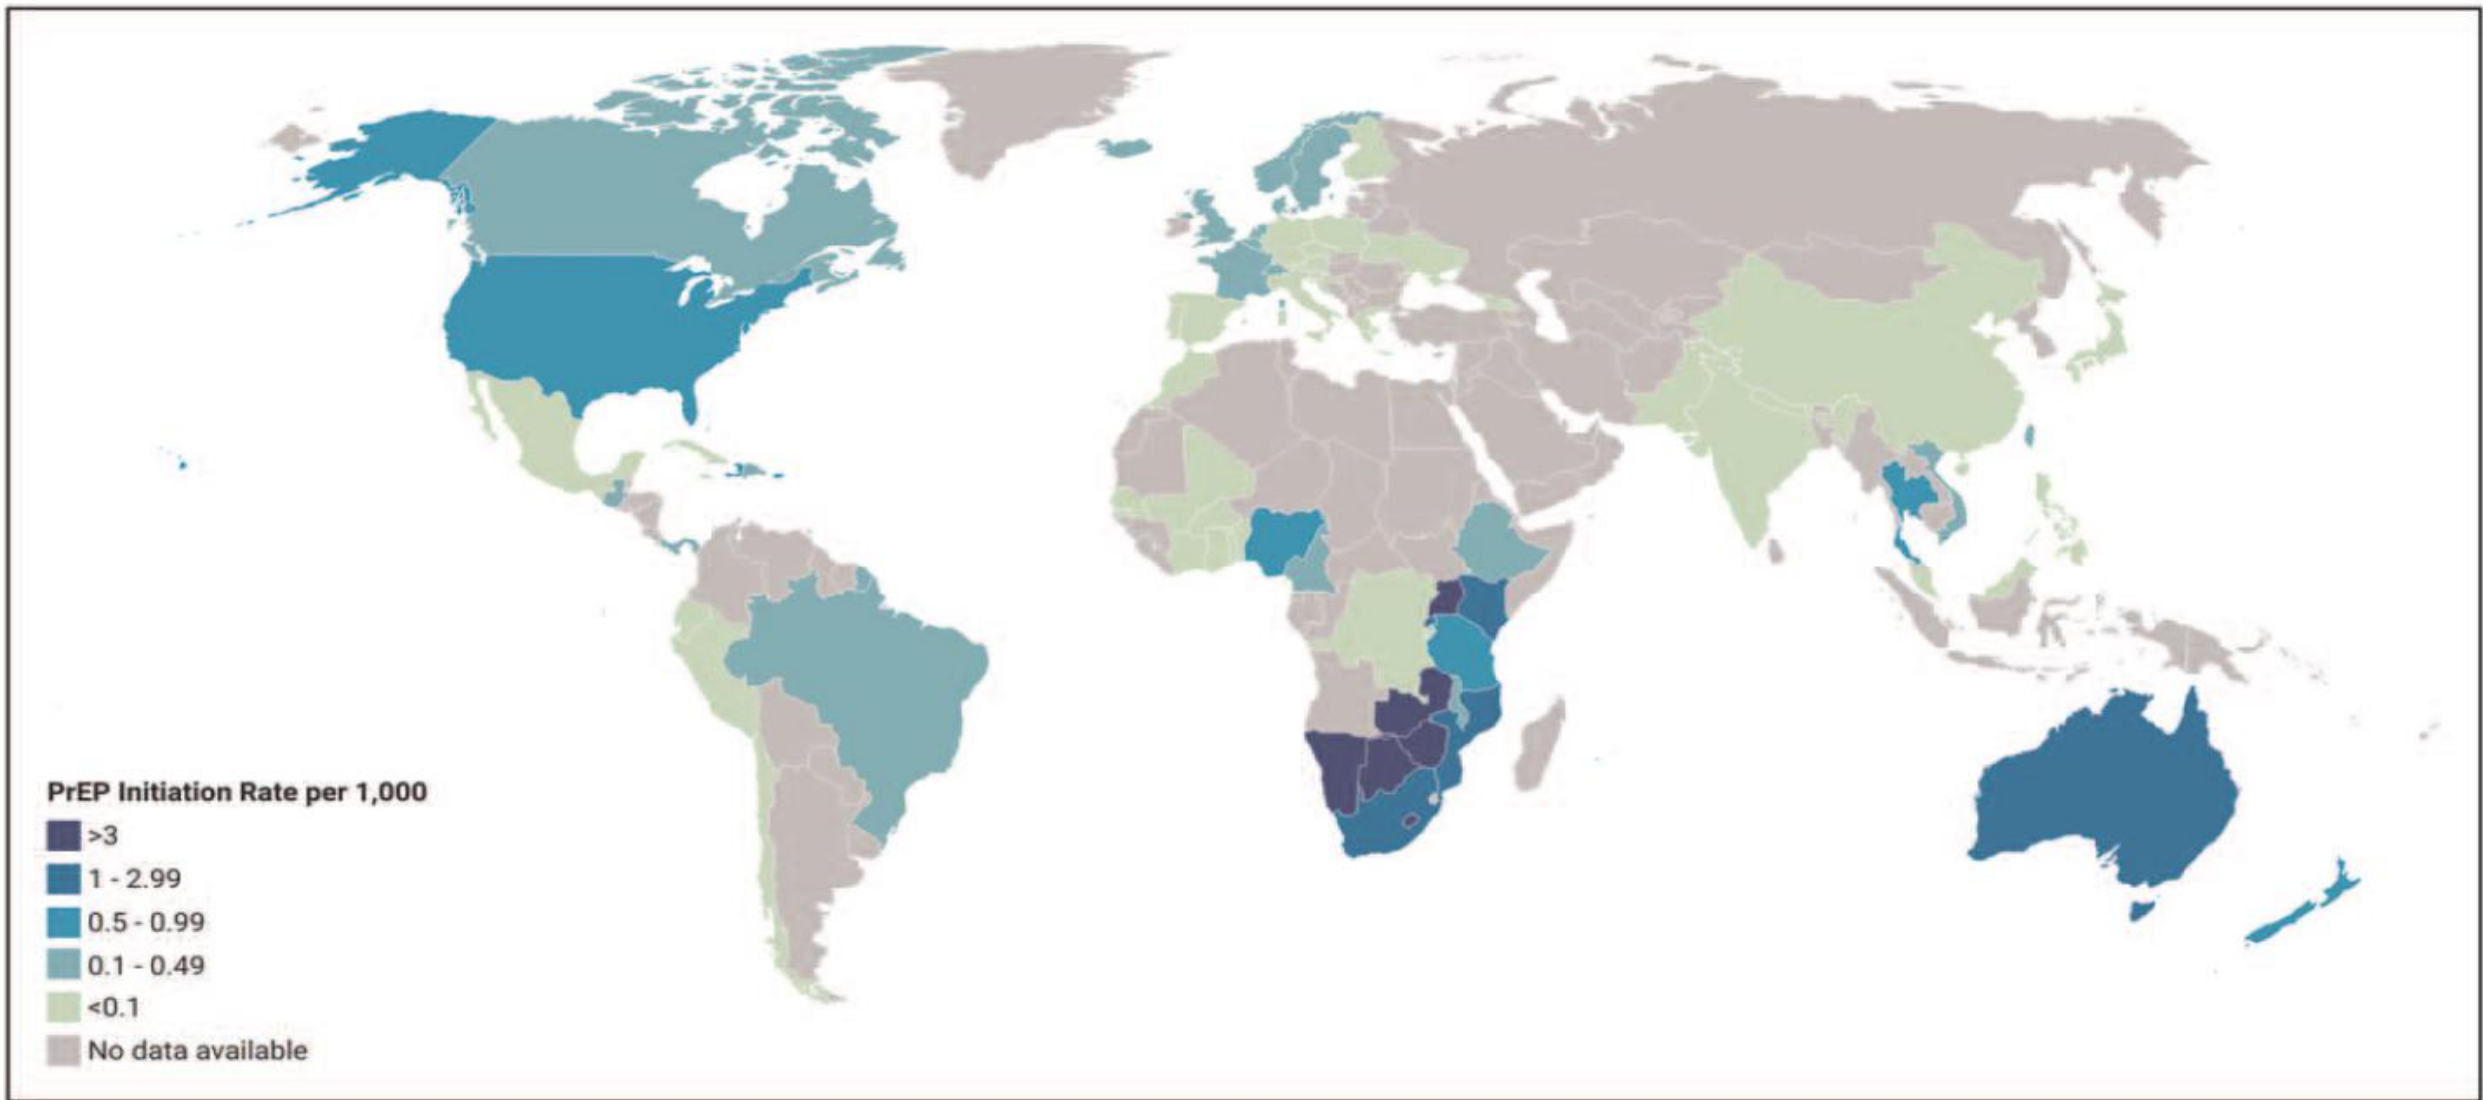 PrEP Initiation Rate per 1,000
>3
1 - 2.99
0.5 - 0.99
0.1 - 0.49
<0.1
No data available